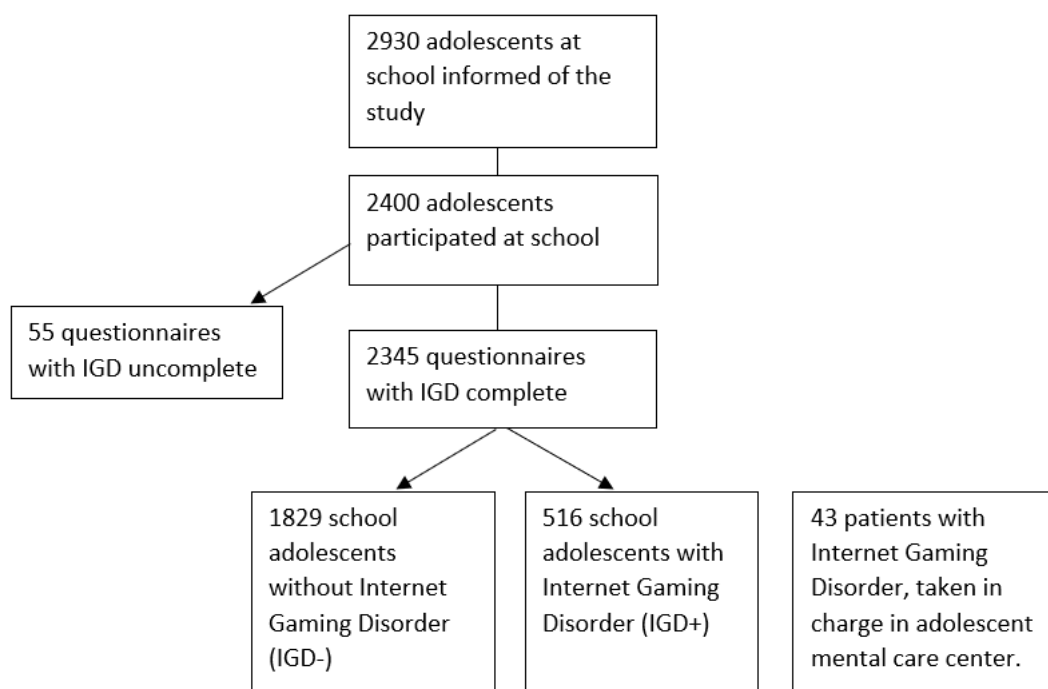 2930 adolescents at
school informed of the
study
2400 adolescents
participated at school
55 questionnaires
with IGD uncomplete
2345 questionnaires
with IGD complete
1829 school
adolescents
without Internet
Gaming Disorder
(IGD-)
516 school
adolescents with
Internet Gaming
Disorder (IGD+)
43 patients with
Internet Gaming
Disorder, taken in
charge in adolescent
mental care center.